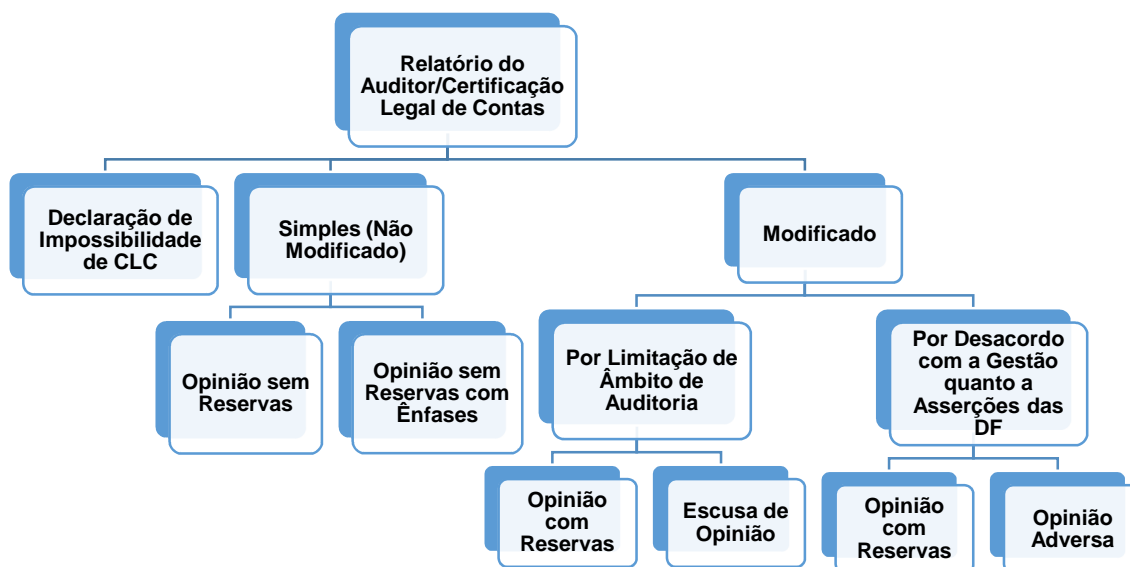 Relatório do
Auditor/Certificação
Legal de Contas
Declaração de
Impossibilidade
de CLC
Simples (Não
Modificado)
Modificado
Opinião sem
Reservas
Opinião sem
Reservas com
Ênfases
Por Limitação de
Âmbito de
Auditoria
Por Desacordo
com a Gestão
quanto a
Asserções das
DF
Opinião
com
Reservas
Escusa de
Opinião
Opinião
com
Reservas
Opinião
Adversa